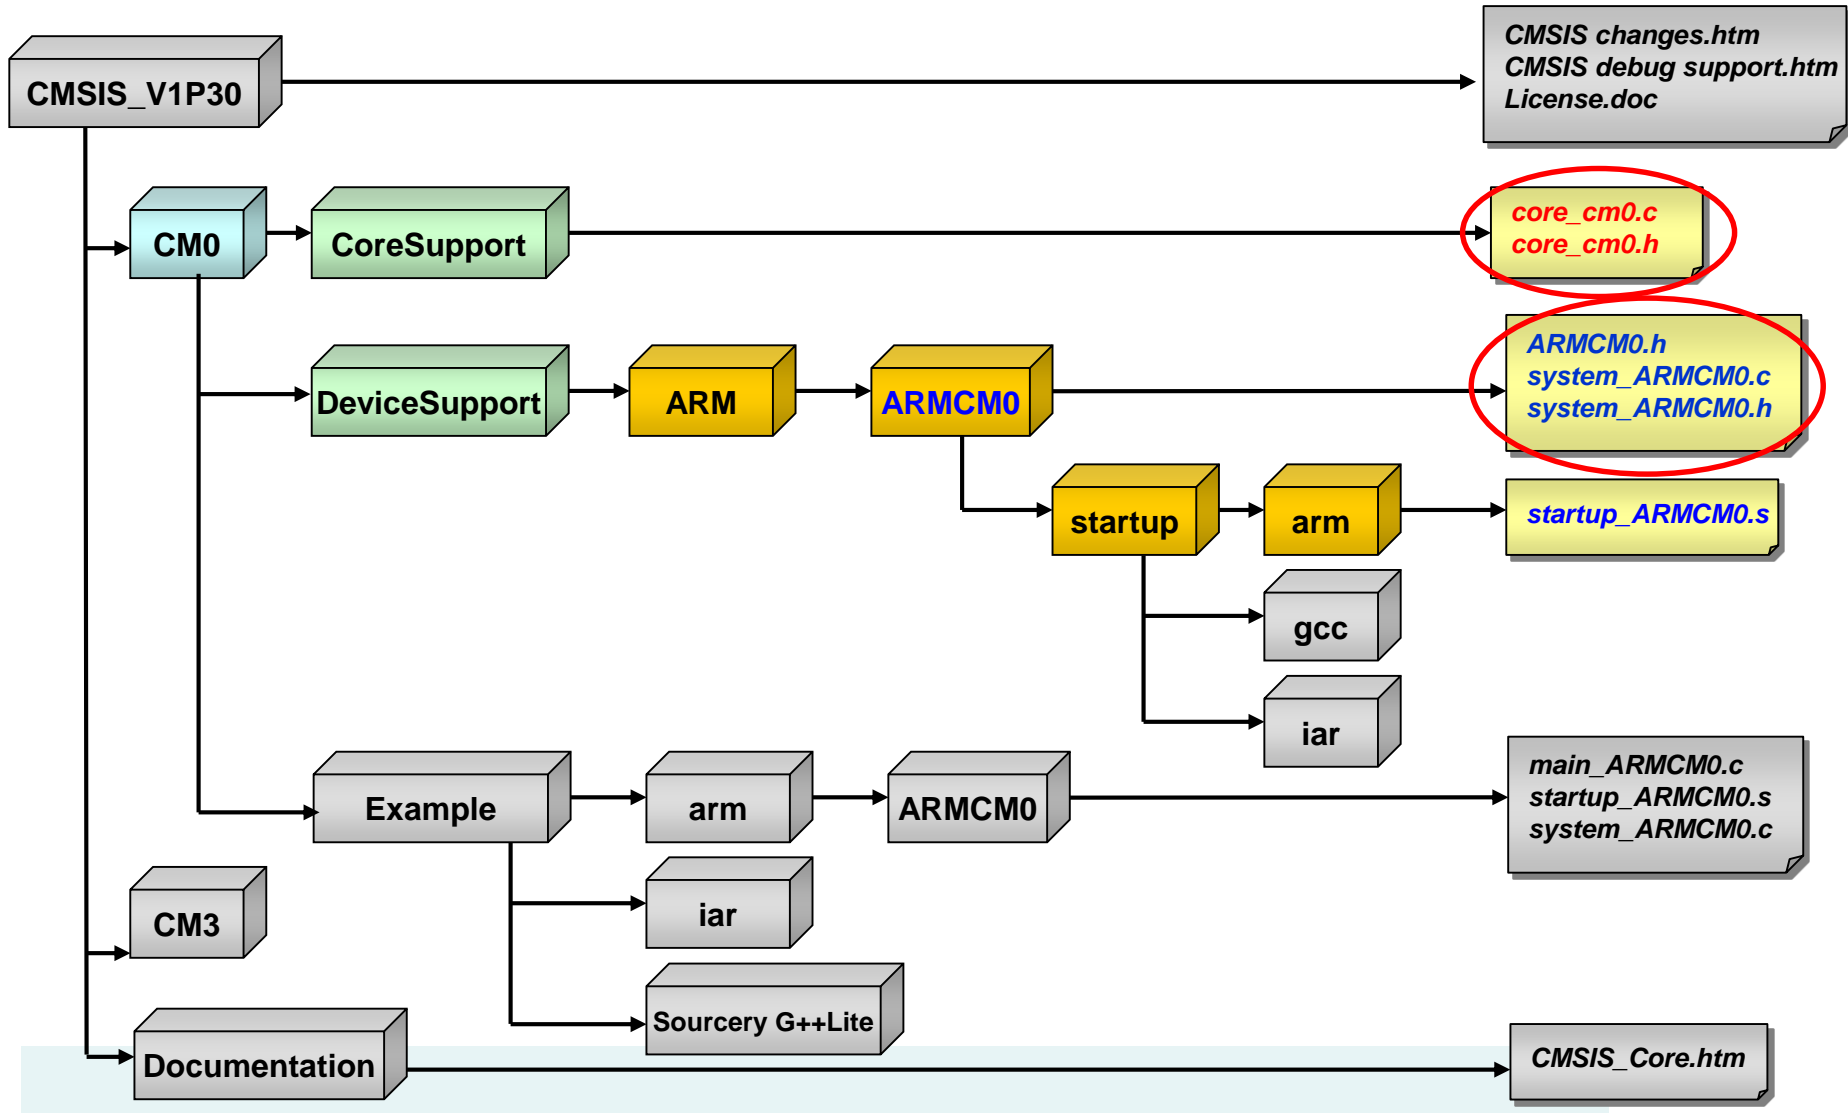 CMSIS_V1P30
CMSIS changes.htm
CMSIS debug support.htm
License.doc
CM0
CoreSupport
core_cm0.c
core_cm0.h
DeviceSupport
ARM
ARMCM0
ARMCM0.h
system_ARMCM0.c
system_ARMCM0.h
startup
arm
startup_ARMCM0.s
gcc
iar
Example
arm
ARMCM0
main_ARMCM0.c
startup_ARMCM0.s
system_ARMCM0.c
iar
CM3
Sourcery G++Lite
Documentation
CMSIS_Core.htm